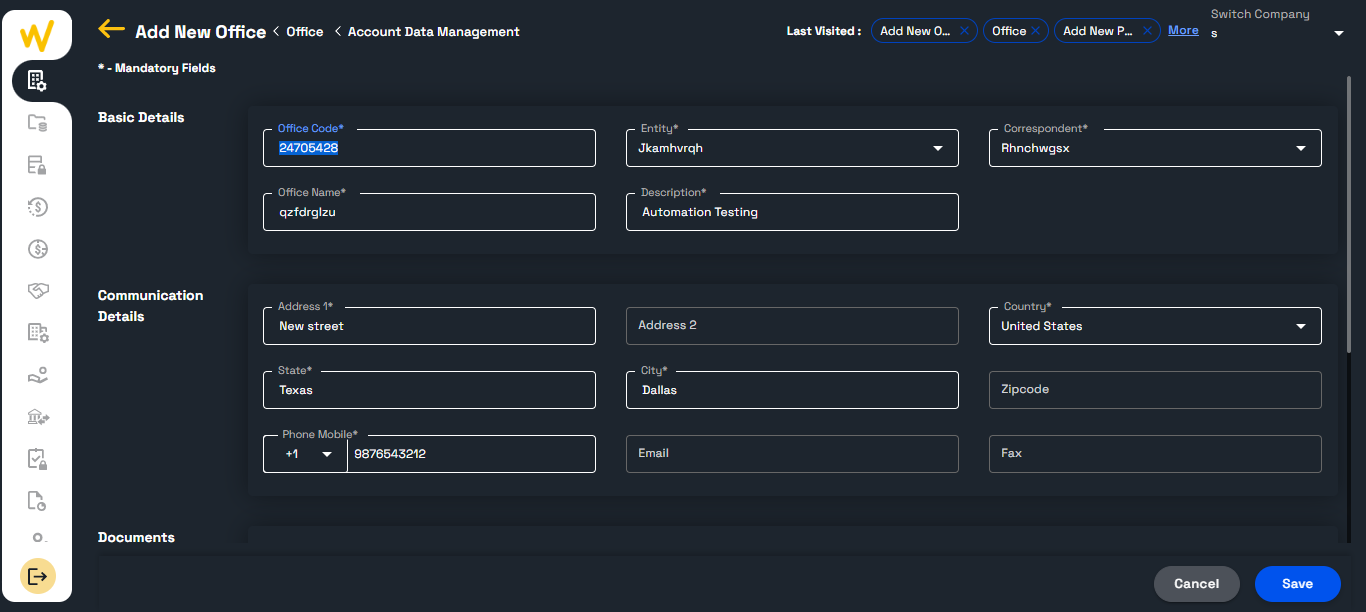 Add New Office < Office < Account Data Management
Last Visited : Add New O... × Office × Add New P... × More
Switch Company
s
* - Mandatory Fields
Basic Details
Office Code* Entity* Correspondent*
24705428 Jkamhvrqh Rhnchwgsx
Office Name* Description*
qzfdrglzu Automation Testing
Communication
Details
Address 1* Country*
New street Address 2 United States
State* City*
Texas Dallas Zipcode
Phone Mobile*
+1 9876543212 Email Fax
Documents
Cancel Save